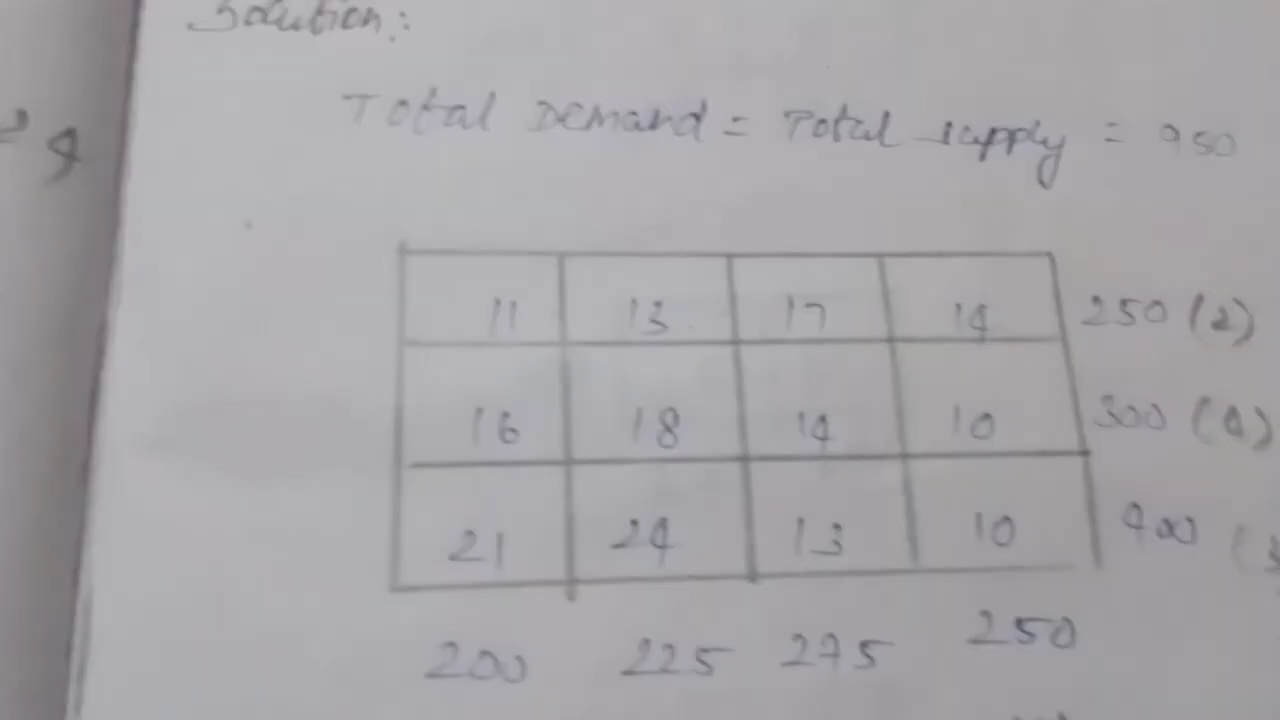 Solution:
Total Demand = Total supply = 950
11 13 17 14 250 (2)
16 18 14 10 300 (4)
21 24 13 10 400 (3
200 225 275 250